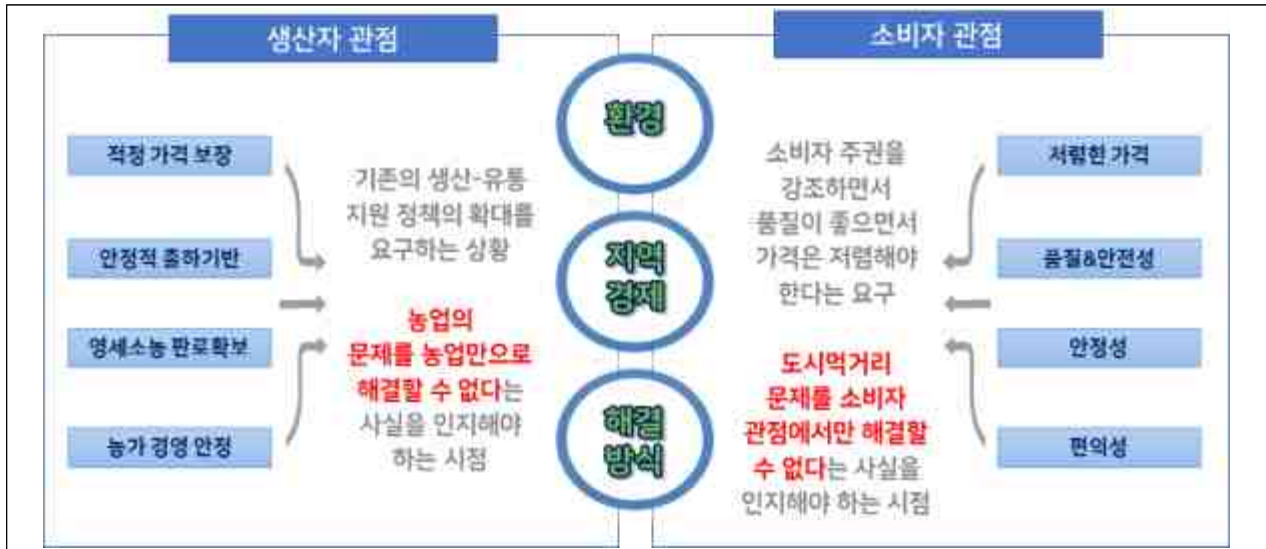 생산자 관점
적정 가격 보장
안정적 출하기반
영세소농 판로확보
농가 경영 안정
기존의 생산-유통
지원 정책의 확대를
요구하는 상황
농업의
문제를 농업만으로
해결할 수 없다는
사실을 인지해야
하는 시점
환경
지역
경제
해결
방식
소비자 관점
소비자 주권을
강조하면서
품질이 좋으면서
가격은 저렴해야
한다는 요구
도시먹거리
문제를 소비자
관점에서만 해결할
수 없다는 사실을
인지해야 하는 시점
저렴한 가격
품질&안전성
안정성
편의성